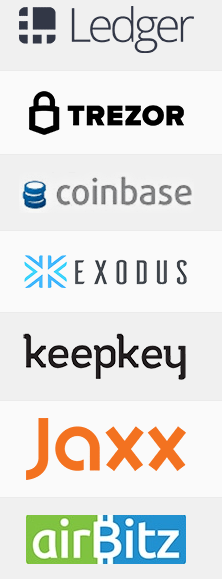 Ledger
TREZOR
coinbase
EXODUS
keepkey
Jaxx
airBitz